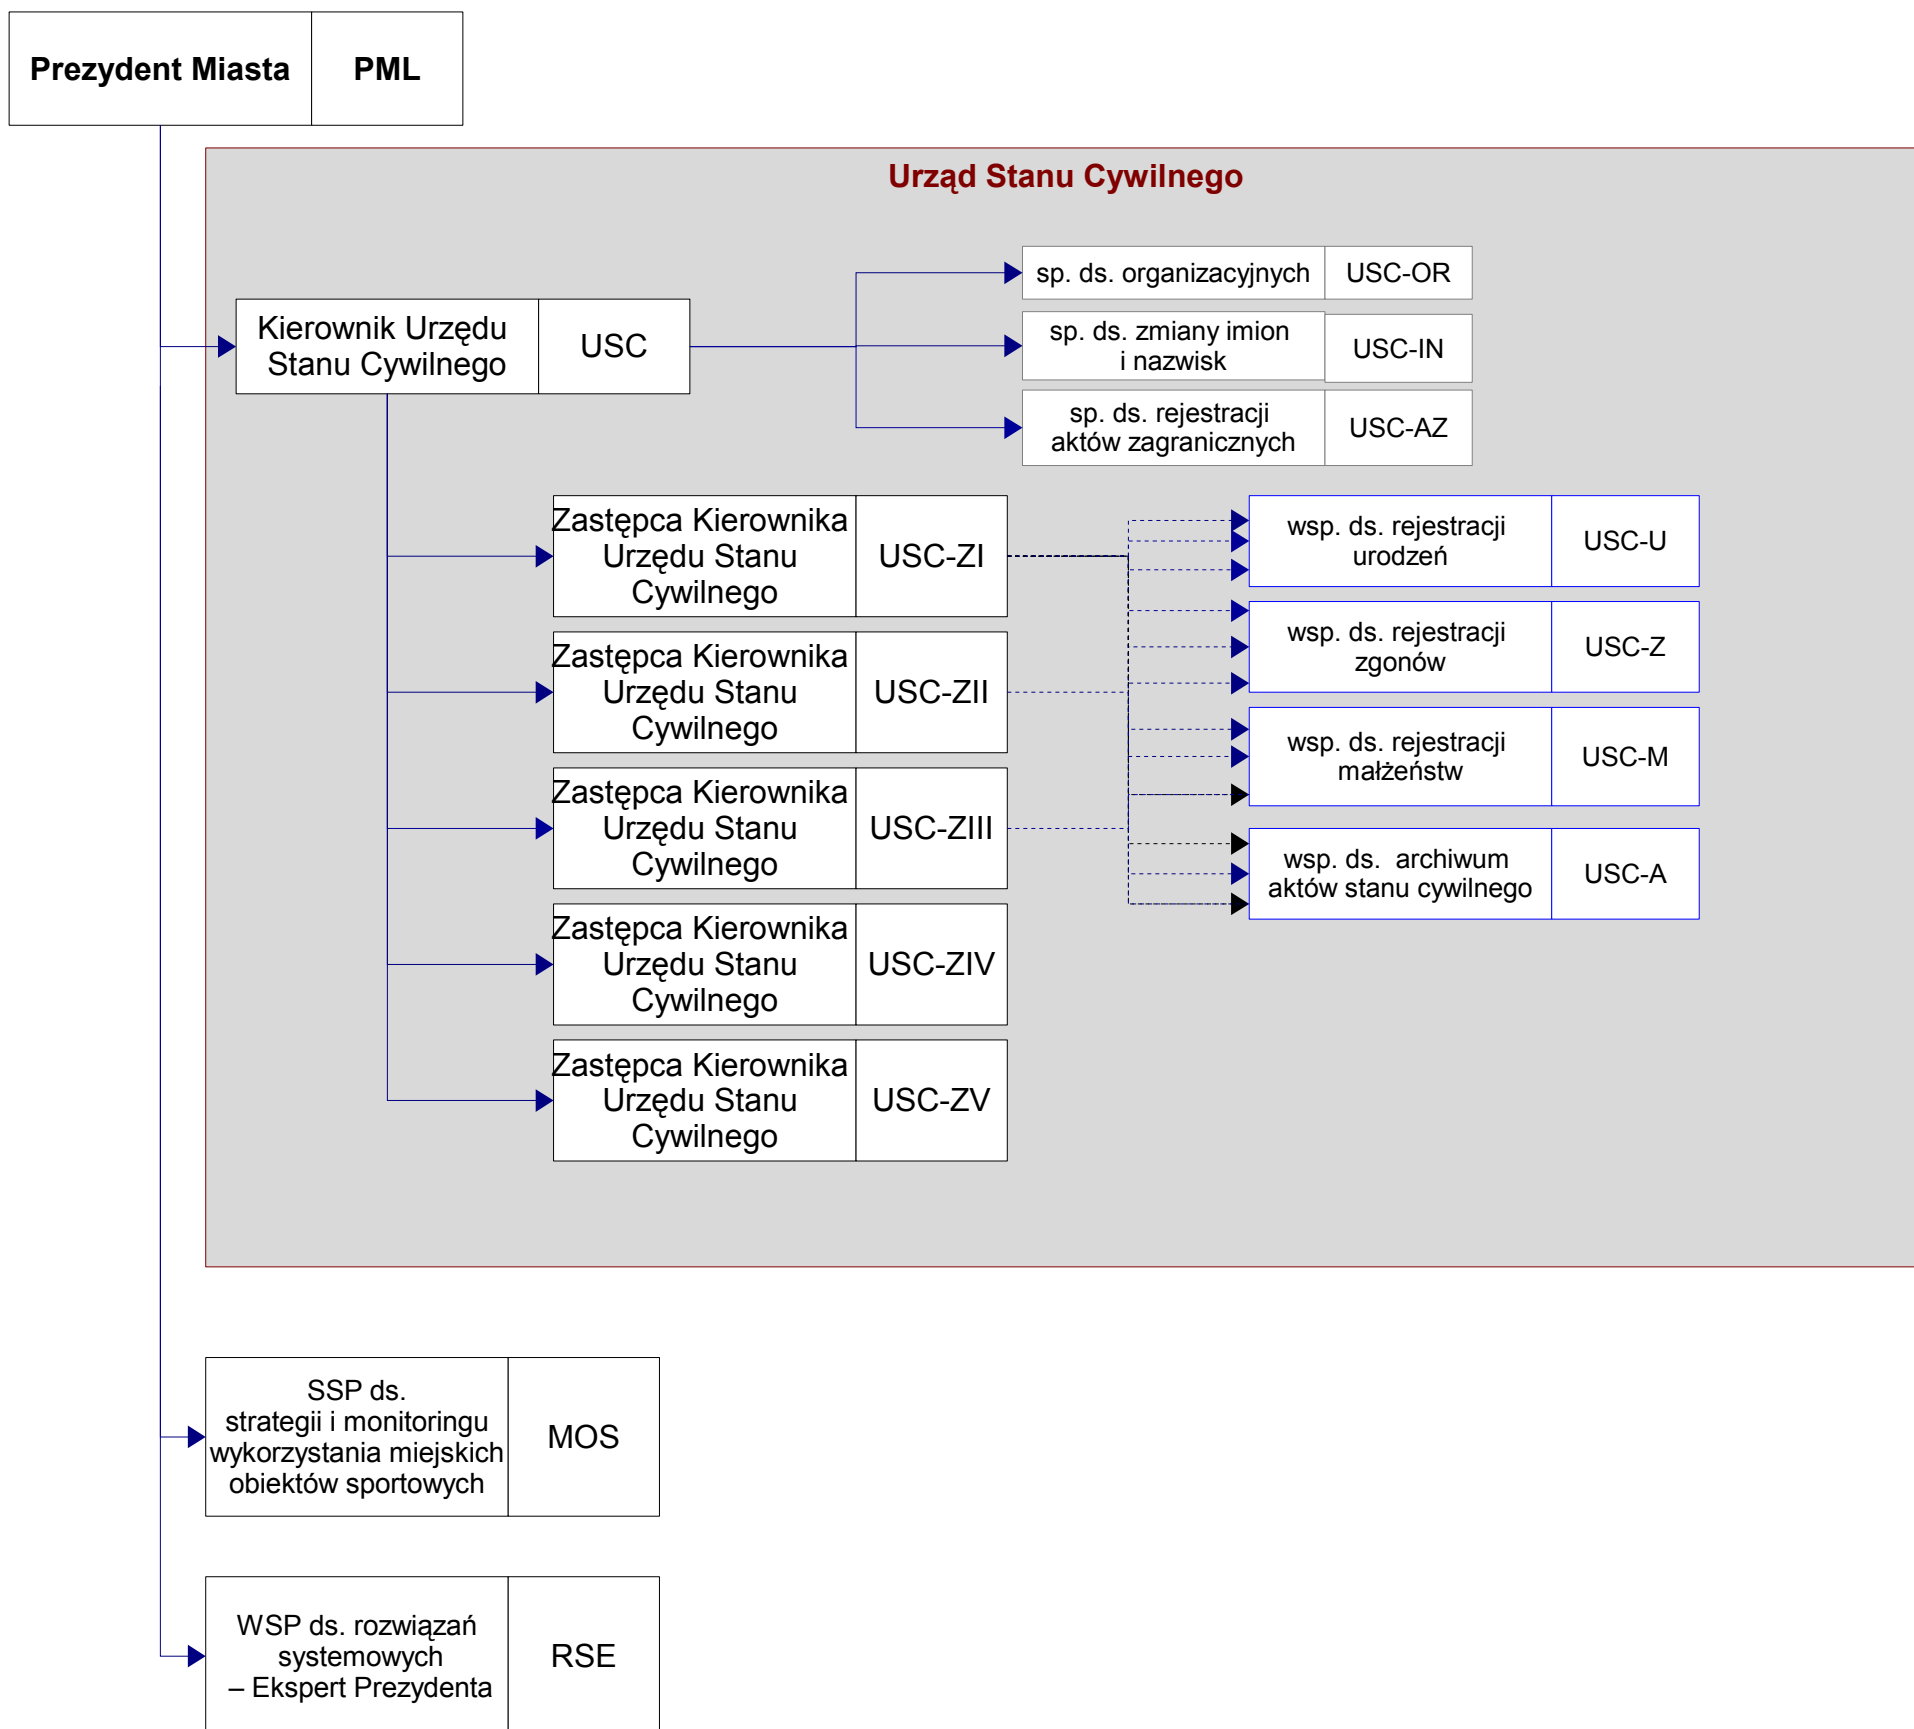 Prezydent Miasta
PML
Urząd Stanu Cywilnego
Kierownik Urzędu
Stanu Cywilnego
USC
sp. ds. organizacyjnych
USC-OR
sp. ds. zmiany imion
i nazwisk
USC-IN
sp. ds. rejestracji
aktów zagranicznych
USC-AZ
Zastępca Kierownika
Urzędu Stanu
Cywilnego
USC-ZI
Zastępca Kierownika
Urzędu Stanu
Cywilnego
USC-ZII
Zastępca Kierownika
Urzędu Stanu
Cywilnego
USC-ZIII
Zastępca Kierownika
Urzędu Stanu
Cywilnego
USC-ZIV
Zastępca Kierownika
Urzędu Stanu
Cywilnego
USC-ZV
wsp. ds. rejestracji
urodzeń
USC-U
wsp. ds. rejestracji
zgonów
USC-Z
wsp. ds. rejestracji
małżeństw
USC-M
wsp. ds. archiwum
aktów stanu cywilnego
USC-A
SSP ds.
strategii i monitoringu
wykorzystania miejskich
obiektów sportowych
MOS
WSP ds. rozwiązań
systemowych
– Ekspert Prezydenta
RSE